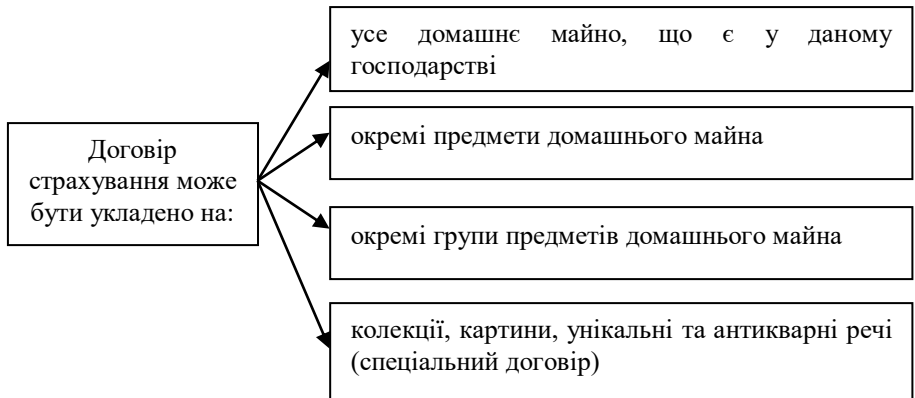 Договір
страхування може
бути укладено на:
усе домашнє майно, що є у даному
господарстві
окремі предмети домашнього майна
окремі групи предметів домашнього майна
колекції, картини, унікальні та антикварні речі
(спеціальний договір)